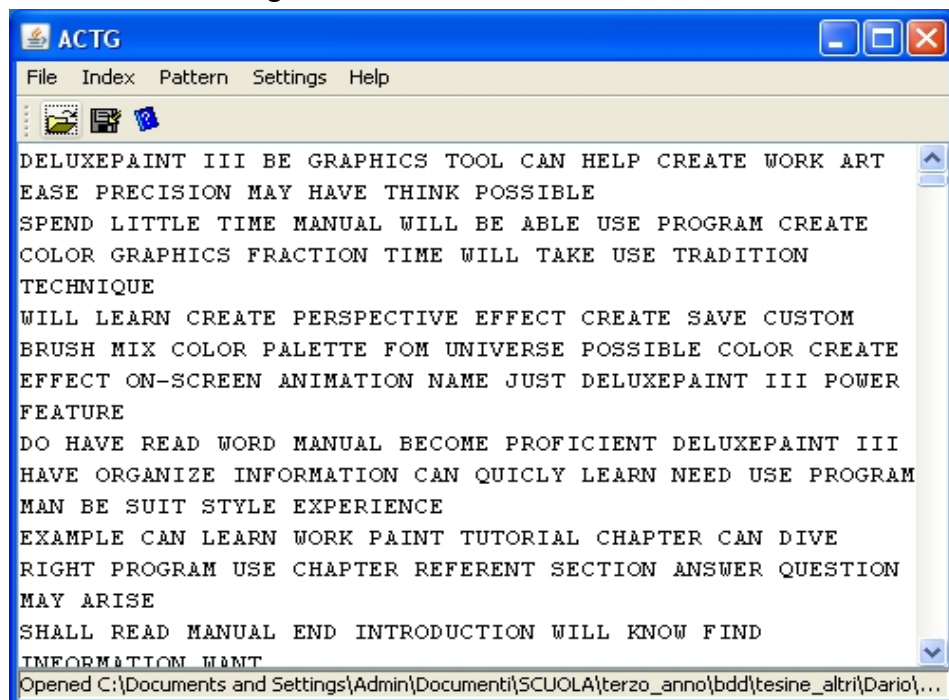 ACTG
File Index Pattern Settings Help
DELUXEPAINT III BE GRAPHICS TOOL CAN HELP CREATE WORK ART
EASE PRECISION MAY HAVE THINK POSSIBLE
SPEND LITTLE TIME MANUAL WILL BE ABLE USE PROGRAM CREATE
COLOR GRAPHICS FRACTION TIME WILL TAKE USE TRADITION
TECHNIQUE
WILL LEARN CREATE PERSPECTIVE EFFECT CREATE SAVE CUSTOM
BRUSH MIX COLOR PALETTE FOM UNIVERSE POSSIBLE COLOR CREATE
EFFECT ON-SCREEN ANIMATION NAME JUST DELUXEPAINT III POWER
FEATURE
DO HAVE READ WORD MANUAL BECOME PROFICIENT DELUXEPAINT III
HAVE ORGANIZE INFORMATION CAN QUICLY LEARN NEED USE PROGRAM
MAN BE SUIT STYLE EXPERIENCE
EXAMPLE CAN LEARN WORK PAINT TUTORIAL CHAPTER CAN DIVE
RIGHT PROGRAM USE CHAPTER REFERENT SECTION ANSWER QUESTION
MAY ARISE
SHALL READ MANUAL END INTRODUCTION WILL KNOW FIND
INFORMATION WANT
Opened C:\Documents and Settings\Admin\Documenti\SCUOLA\terzo_anno\bdd\tesine_altri\Dario\,...